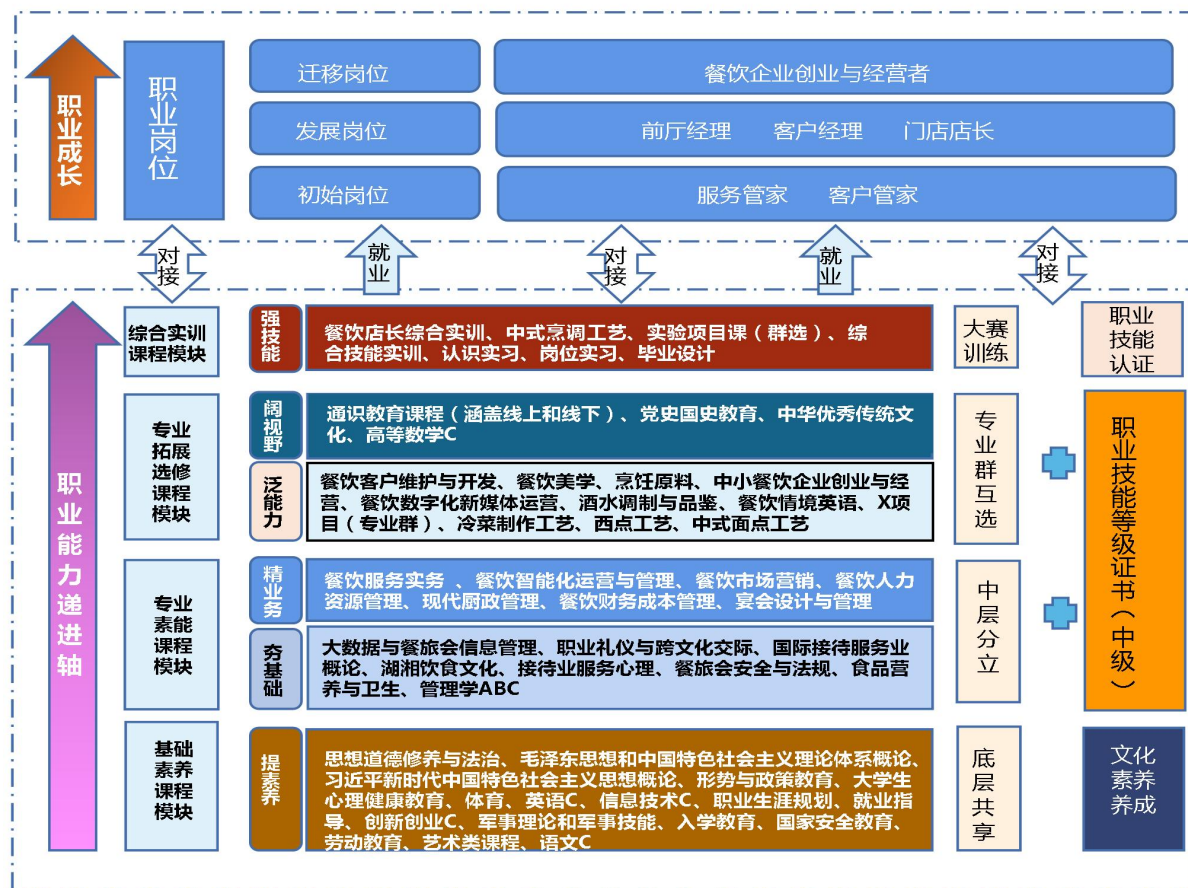 职业成长
职业岗位
迁移岗位
餐饮企业创业与经营者
发展岗位
前厅经理 客户经理 门店店长
初始岗位
服务管家 客户管家
对接
就业
对接
就业
对接
职业能力递进轴
综合实训
课程模块
强技能
餐饮店长综合实训、中式烹调工艺、实验项目课（群选）、综
合技能实训、认识实习、岗位实习、毕业设计
大赛
训练
职业
技能
认证
专业
拓展
选修
课程
模块
阔视野
通识教育课程（涵盖线上和线下）、党史国史教育、中华优秀传统文
化、高等数学C
泛能力
餐饮客户维护与开发、餐饮美学、烹饪原料、中小餐饮企业创业与经
营、餐饮数字化新媒体运营、酒水调制与品鉴、餐饮情境英语、X项
目（专业群）、冷菜制作工艺、西点工艺、中式面点工艺
专业群互选
职业技能等级证书（中级）
专业
素能
课程
模块
精业务
餐饮服务实务 、餐饮智能化运营与管理、餐饮市场营销、餐饮人力
资源管理、现代厨政管理、餐饮财务成本管理、宴会设计与管理
夯基础
大数据与餐旅会信息管理、职业礼仪与跨文化交际、国际接待服务业
概论、湖湘饮食文化、接待业服务心理、餐旅会安全与法规、食品营
养与卫生、管理学ABC
中层分立
基础
素养
课程
模块
提素养
思想道德修养与法治、毛泽东思想和中国特色社会主义理论体系概论、
习近平新时代中国特色社会主义思想概论、形势与政策教育、大学生
心理健康教育、体育、英语C、信息技术C、职业生涯规划、就业指
导、创新创业C、军事理论和军事技能、入学教育、国家安全教育、
劳动教育、艺术类课程、语文C
底层共享
文化
素养
养成